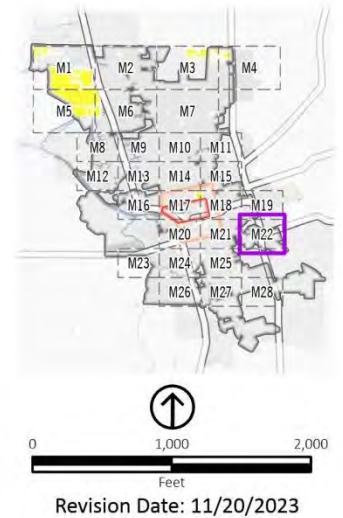 M1 M2 M3 M4
M5 M6 M7
M8 M9 M10 M11
M12 M13 M14 M15
M16 M17 M18 M19
M20 M21 M22
M23 M24 M25
M26 M27 M28
0 1,000 2,000
Feet
Revision Date: 11/20/2023